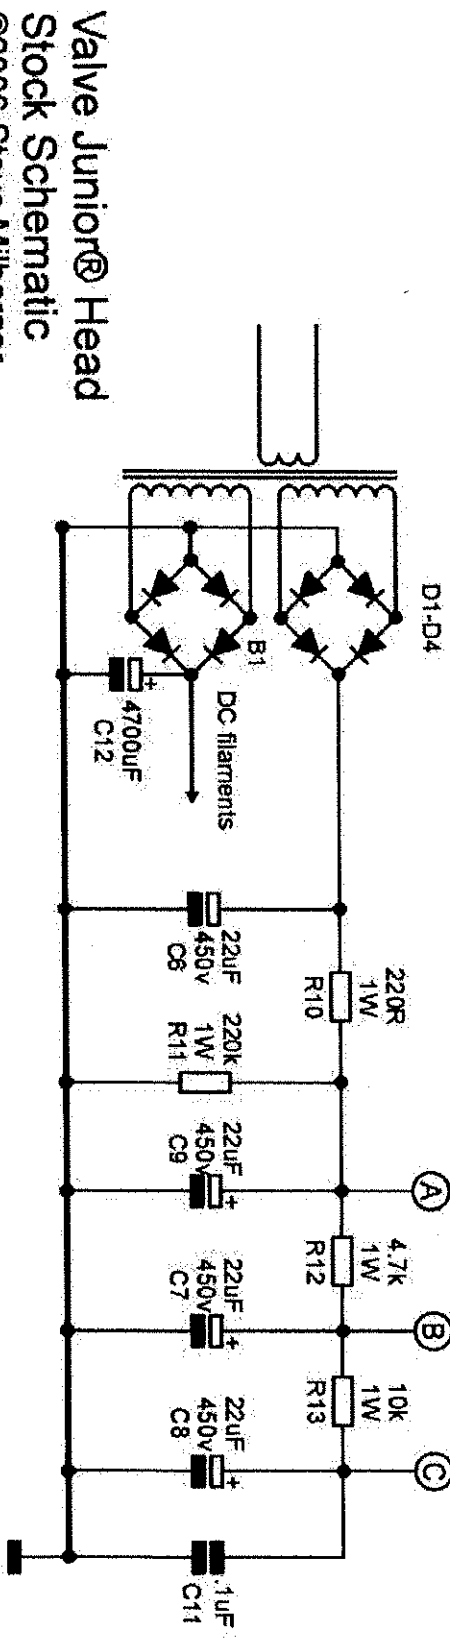 Valve Junior® Head
Stock Schematic
D1-D4
B1
DC filaments
4700uF
C12
+
22uF
450v
C6
220R
1W
R10
220k
1W
R11
A
22uF
450v
C9
+
4.7k
1W
R12
B
22uF
450v
C7
+
10k
1W
R13
C
22uF
450v
C8
+
.1uF
C11